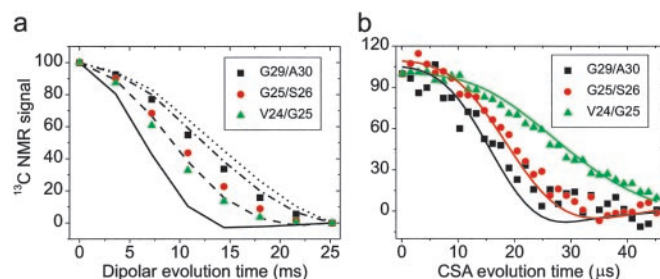 a
b
¹³C NMR signal
100
80
60
40
20
0
G29/A30
G25/S26
V24/G25
0
5
10
15
20
25
Dipolar evolution time (ms)
120
90
60
30
0
G29/A30
G25/S26
V24/G25
0
10
20
30
40
CSA evolution time (μs)